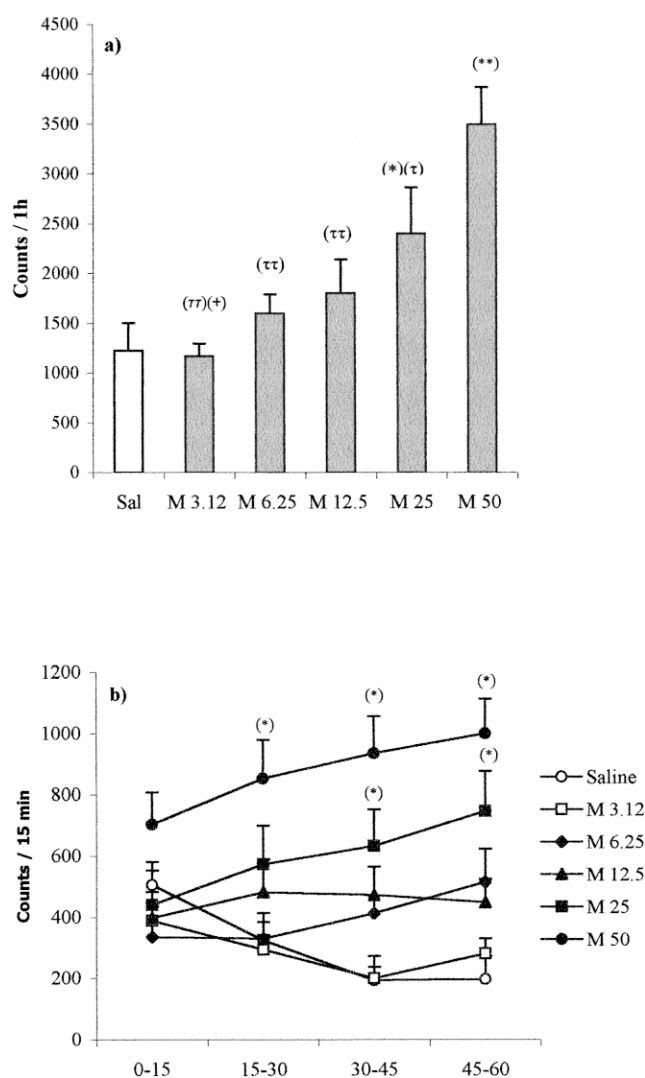 a)
Counts / 1h
4500
4000
3500
3000
2500
2000
1500
1000
500
0
(ττ)(+)
(ττ)
(ττ)
(*)(τ)
(**)
Sal M 3.12 M 6.25 M 12.5 M 25 M 50
b)
Counts / 15 min
1200
1000
800
600
400
200
0
(*)
(*)
(*)
(*)
(*)
0-15 15-30 30-45 45-60
Saline
M 3.12
M 6.25
M 12.5
M 25
M 50